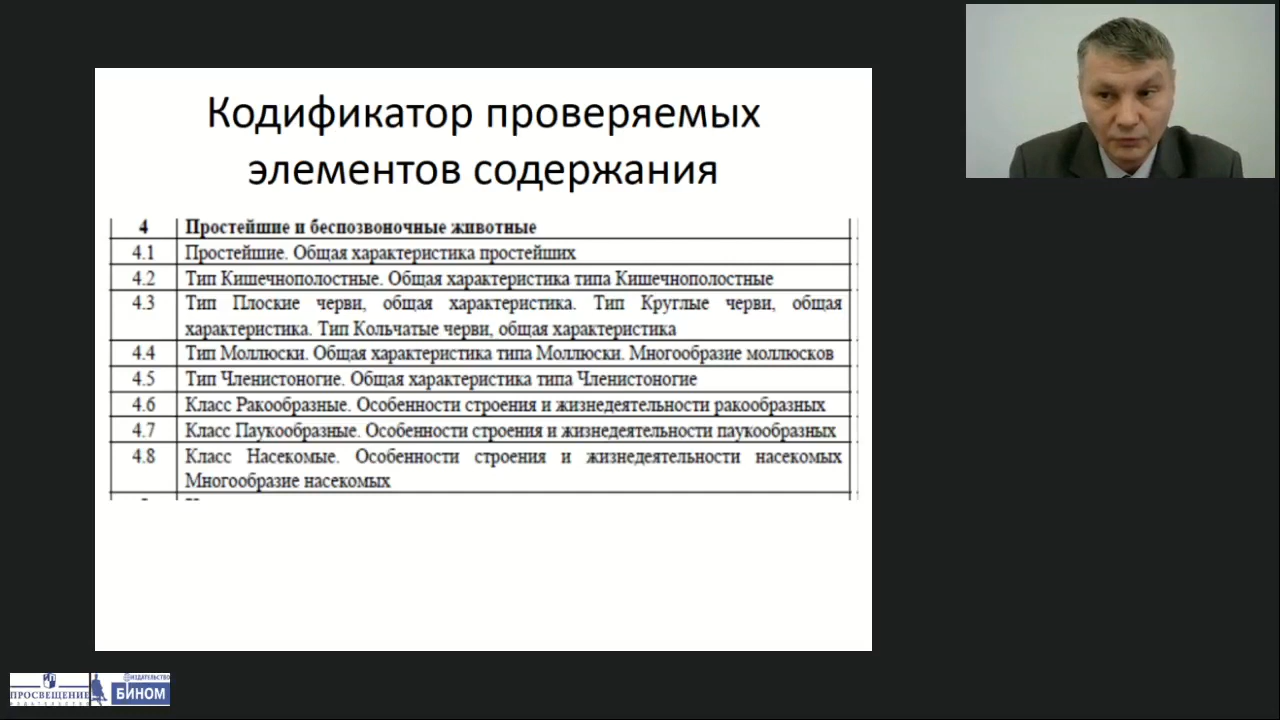 Кодификатор проверяемых
элементов содержания
4 Простейшие и беспозвоночные животные
4.1 Простейшие. Общая характеристика простейших
4.2 Тип Кишечнополостные. Общая характеристика типа Кишечнополостные
4.3 Тип Плоские черви, общая характеристика. Тип Круглые черви, общая
характеристика. Тип Кольчатые черви, общая характеристика
4.4 Тип Моллюски. Общая характеристика типа Моллюски. Многообразие моллюсков
4.5 Тип Членистоногие. Общая характеристика типа Членистоногие
4.6 Класс Ракообразные. Особенности строения и жизнедеятельности ракообразных
4.7 Класс Паукообразные. Особенности строения и жизнедеятельности паукообразных
4.8 Класс Насекомые. Особенности строения и жизнедеятельности насекомых
Многообразие насекомых
ПРОСВЕЩЕНИЕ
ИЗДАТЕЛЬСТВО
ИЗДАТЕЛЬСТВО
БИНОМ